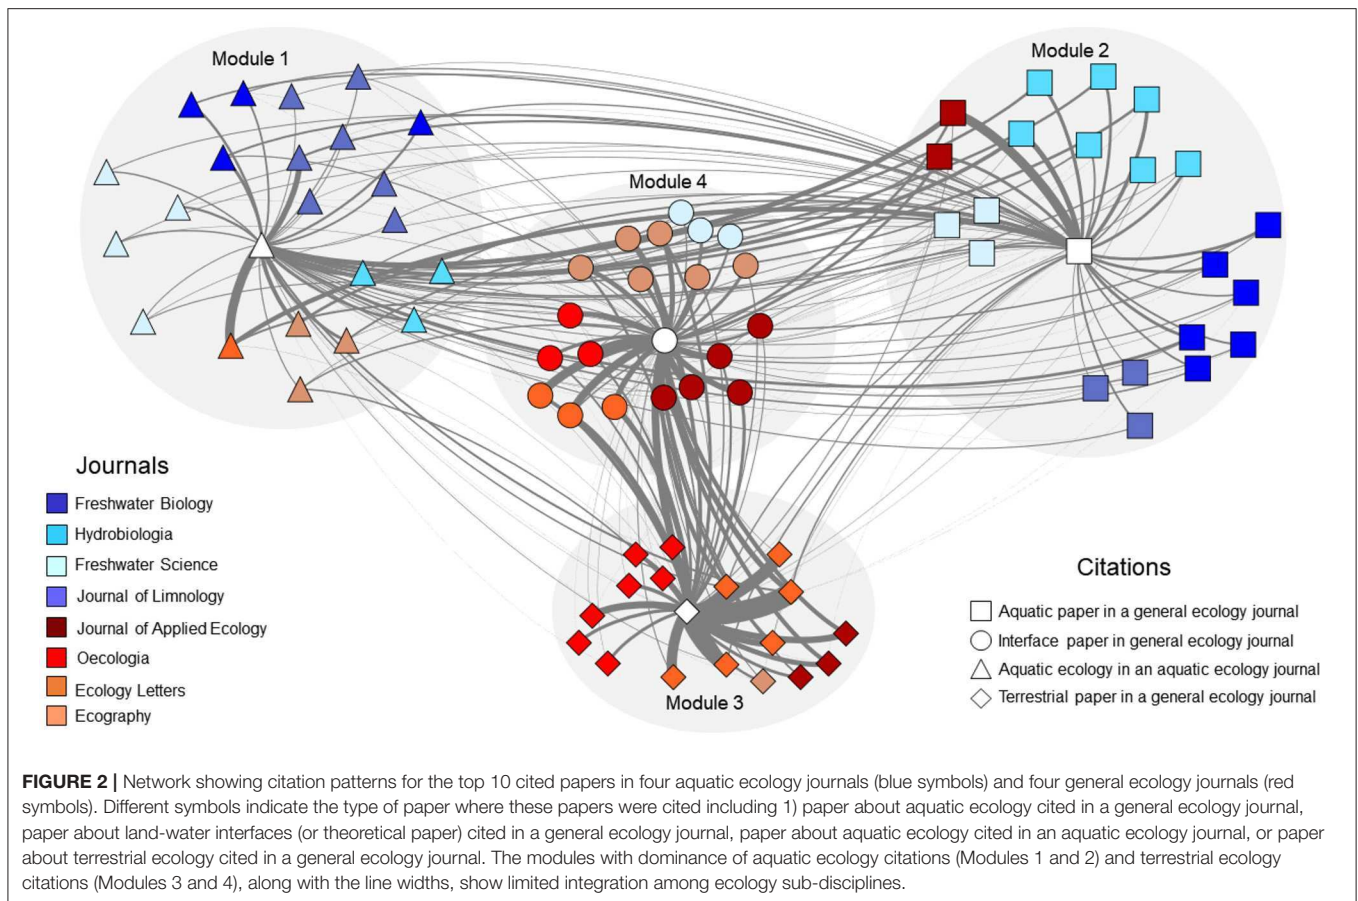 Module 1
Module 2
Module 4
Module 3
Journals
Freshwater Biology
Hydrobiologia
Freshwater Science
Journal of Limnology
Journal of Applied Ecology
Oecologia
Ecology Letters
Ecography
Citations
Aquatic paper in a general ecology journal
Interface paper in general ecology journal
Aquatic ecology in an aquatic ecology journal
Terrestrial paper in a general ecology journal
FIGURE 2 | Network showing citation patterns for the top 10 cited papers in four aquatic ecology journals (blue symbols) and four general ecology journals (red
symbols). Different symbols indicate the type of paper where these papers were cited including 1) paper about aquatic ecology cited in a general ecology journal,
paper about land-water interfaces (or theoretical paper) cited in a general ecology journal, paper about aquatic ecology cited in an aquatic ecology journal, or paper
about terrestrial ecology cited in a general ecology journal. The modules with dominance of aquatic ecology citations (Modules 1 and 2) and terrestrial ecology
citations (Modules 3 and 4), along with the line widths, show limited integration among ecology sub-disciplines.